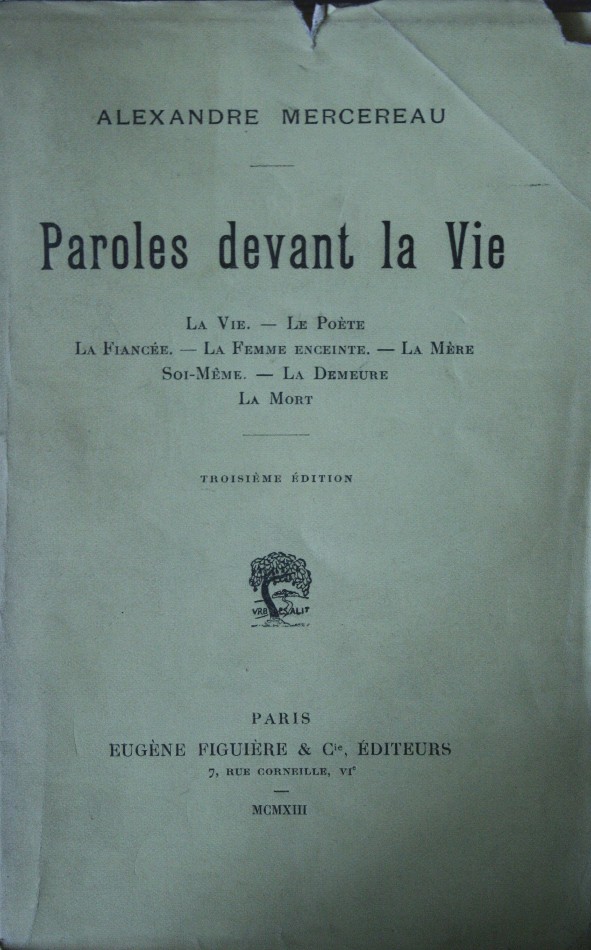 ALEXANDRE MERCEREAU
Paroles devant la Vie
LA VIE. — LE POÈTE
LA FIANCÉE. — LA FEMME ENCEINTE. — LA MÈRE
SOI-MÊME. — LA DEMEURE
LA MORT
TROISIÈME ÉDITION
PARIS
EUGÈNE FIGUIÈRE & Cie, ÉDITEURS
7, RUE CORNEILLE, VIe
—
MCMXIII